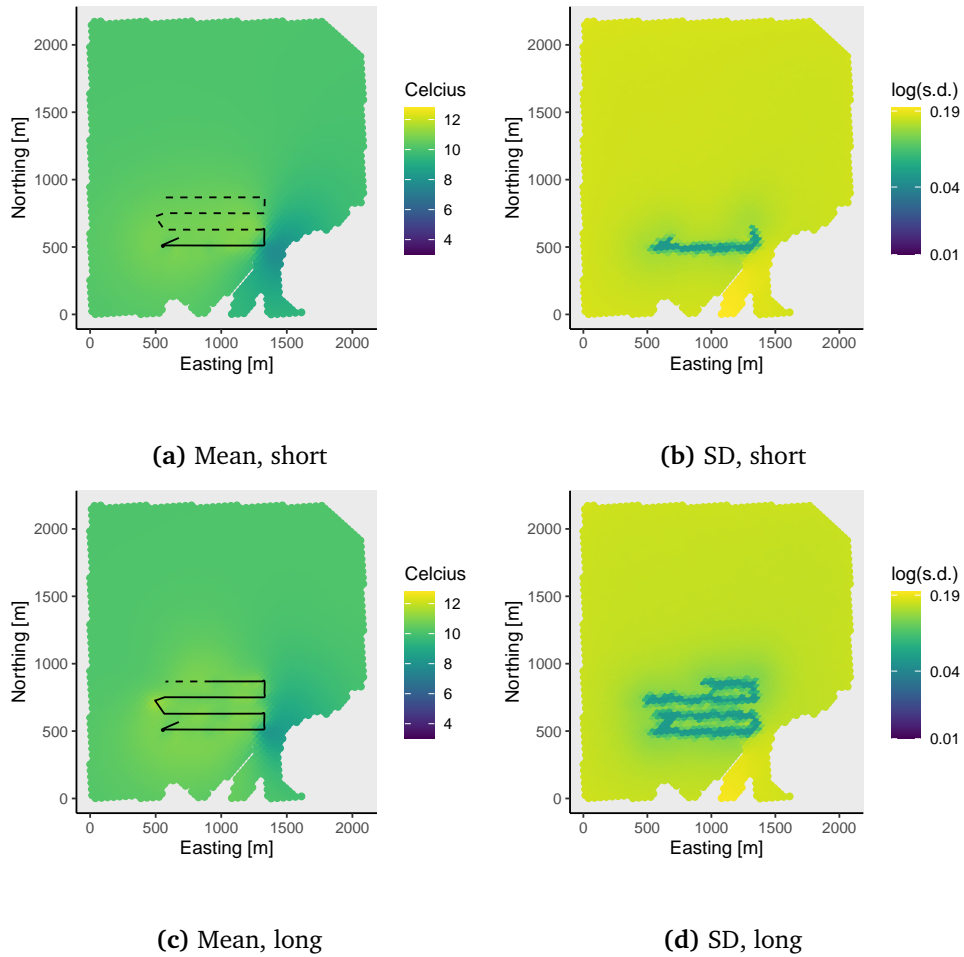 2000
1500
1000
500
0
Northing [m]
0 500 1000 1500 2000
Easting [m]
Celcius
12
10
8
6
4
(a) Mean, short
2000
1500
1000
500
0
Northing [m]
0 500 1000 1500 2000
Easting [m]
log(s.d.)
0.19
0.04
0.01
(b) SD, short
2000
1500
1000
500
0
Northing [m]
0 500 1000 1500 2000
Easting [m]
Celcius
12
10
8
6
4
(c) Mean, long
2000
1500
1000
500
0
Northing [m]
0 500 1000 1500 2000
Easting [m]
log(s.d.)
0.19
0.04
0.01
(d) SD, long